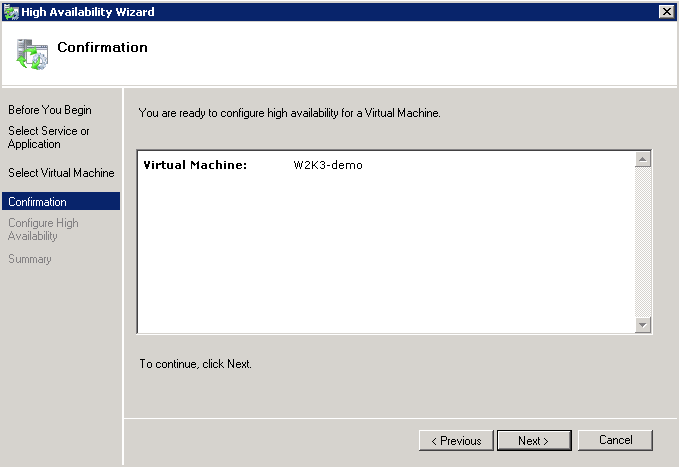 High Availability Wizard
Confirmation
Before You Begin
Select Service or
Application
Select Virtual Machine
Confirmation
Configure High
Availability
Summary
You are ready to configure high availability for a Virtual Machine.
Virtual Machine: W2K3-demo
To continue, click Next.
< Previous
Next >
Cancel